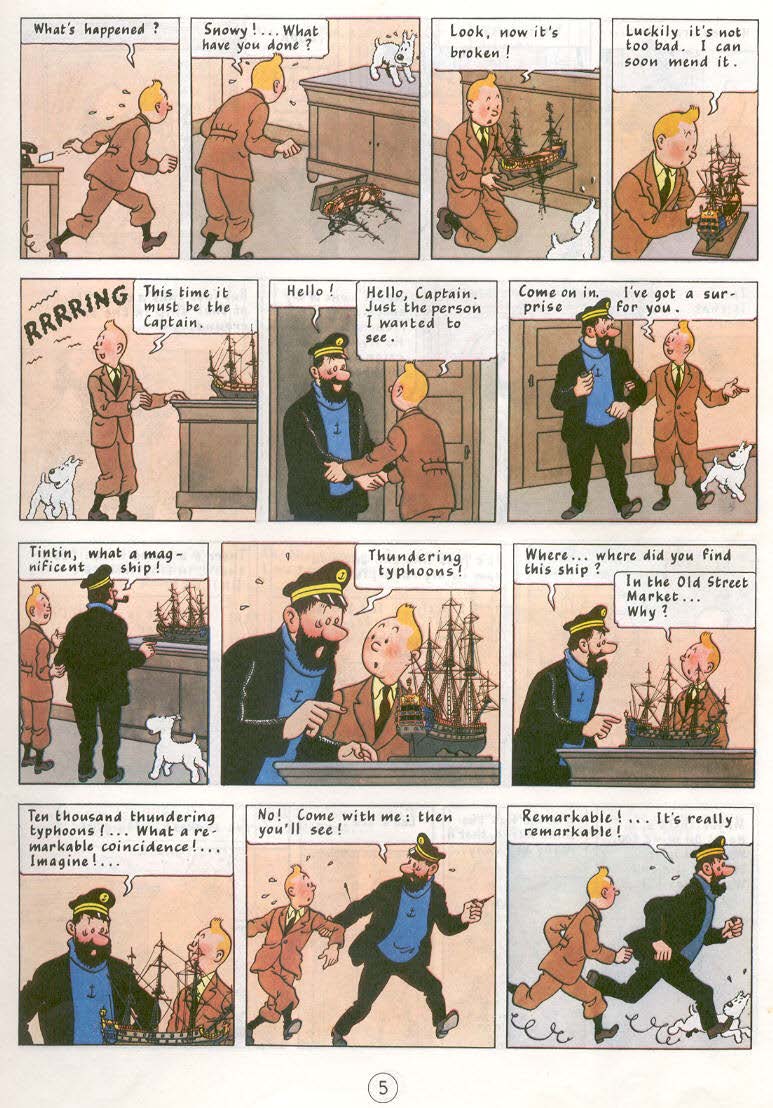 What's happened ?
Snowy !... What
have you done ?
Look, now it's
broken !
Luckily it's not
too bad. I can
soon mend it.
RRRRING
This time it
must be the
Captain.
Hello !
Hello, Captain.
Just the person
I wanted to
see.
Come on in. I've got a sur-
prise for you.
Tintin, what a mag-
nificent ship !
Thundering
typhoons !
Where... where did you find
this ship ?
In the Old Street
Market...
Why ?
Ten thousand thundering
typhoons !... What a re-
markable coincidence !...
Imagine !...
No! Come with me: then
you'll see !
Remarkable !... It's really
remarkable !
5